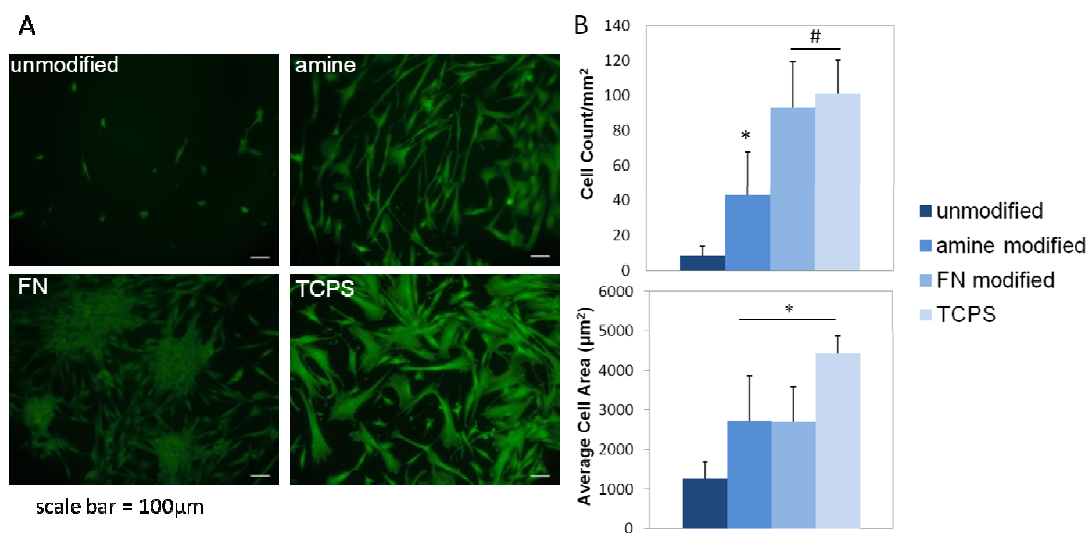 A
unmodified
amine
FN
TCPS
scale bar = 100µm
B
Cell Count/mm²
140
120
100
80
60
40
20
0
*
#
Average Cell Area (µm²)
6000
5000
4000
3000
2000
1000
0
*
unmodified
amine modified
FN modified
TCPS